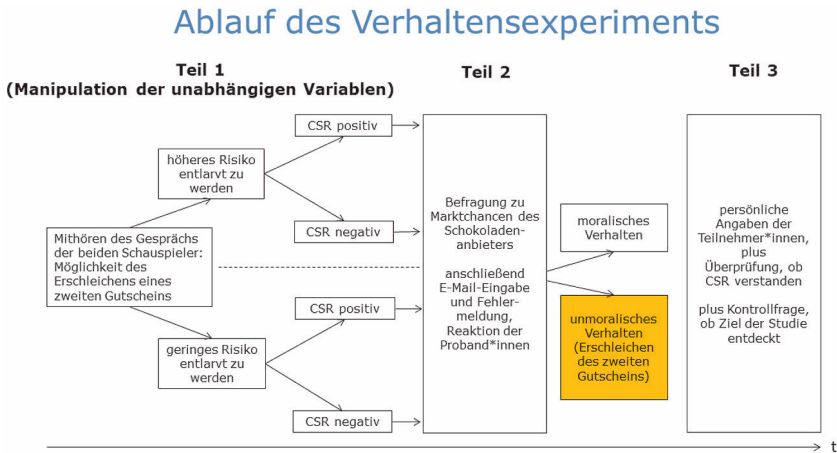 Ablauf des Verhaltensexperiments
Teil 1
(Manipulation der unabhängigen Variablen)
Teil 2
Teil 3
Mithören des Gesprächs
der beiden Schauspieler:
Möglichkeit des
Erschleichens eines
zweiten Gutscheins
höheres Risiko
entlarvt zu
werden
geringes Risiko
entlarvt zu
werden
CSR positiv
CSR negativ
CSR positiv
CSR negativ
Befragung zu
Marktchancen des
Schokoladen-
anbieters
anschließend
E-Mail-Eingabe
und Fehler-
meldung,
Reaktion der
Proband*innen
moralisches
Verhalten
unmoralisches
Verhalten
(Erschleichen
des zweiten
Gutscheins)
persönliche
Angaben der
Teilnehmer*innen,
plus
Überprüfung, ob
CSR verstanden
plus Kontrollfrage,
ob Ziel der Studie
entdeckt
t